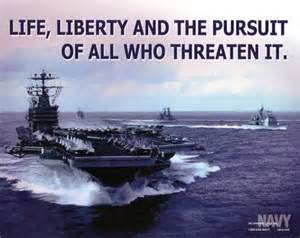 LIFE, LIBERTY AND THE PURSUIT
OF ALL WHO THREATEN IT.
NAVY